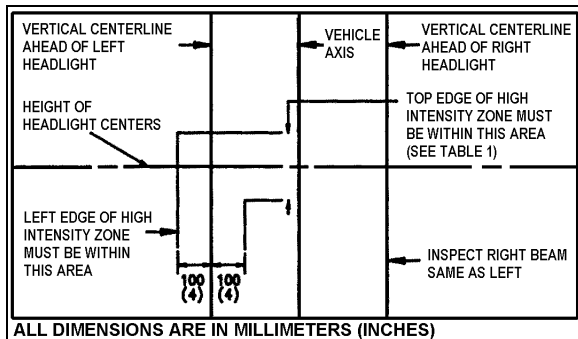 VERTICAL CENTERLINE
AHEAD OF LEFT
HEADLIGHT
VEHICLE
AXIS
VERTICAL CENTERLINE
AHEAD OF RIGHT
HEADLIGHT
HEIGHT OF
HEADLIGHT CENTERS
TOP EDGE OF HIGH
INTENSITY ZONE MUST
BE WITHIN THIS AREA
(SEE TABLE 1)
LEFT EDGE OF HIGH
INTENSITY ZONE
MUST BE WITHIN
THIS AREA
100
(4)
100
(4)
INSPECT RIGHT BEAM
SAME AS LEFT
ALL DIMENSIONS ARE IN MILLIMETERS (INCHES)